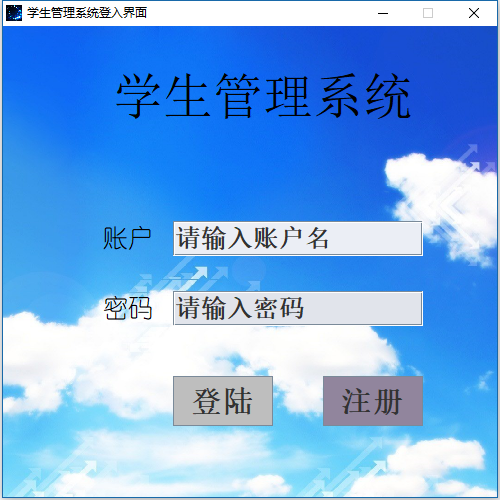 学生管理系统登入界面
学生管理系统
账户 请输入账户名
密码 请输入密码
登陆 注册